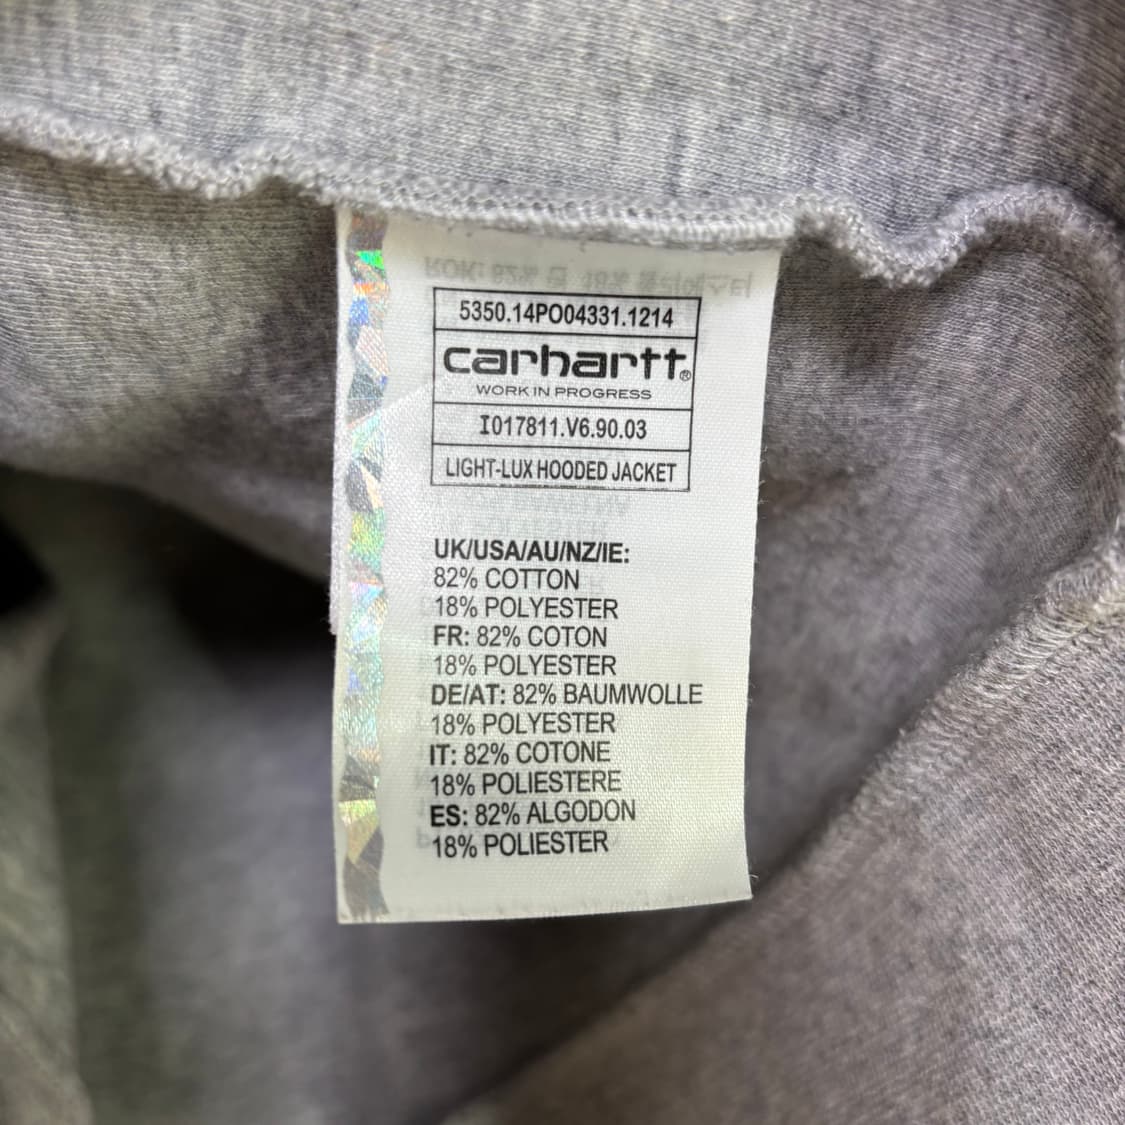 5350.14PO04331.1214
carhartt®
WORK IN PROGRESS
I017811.V6.90.03
LIGHT-LUX HOODED JACKET
UK/USA/AU/NZ/IE:
82% COTTON
18% POLYESTER
FR: 82% COTON
18% POLYESTER
DE/AT: 82% BAUMWOLLE
18% POLYESTER
IT: 82% COTONE
18% POLIESTERE
ES: 82% ALGODON
18% POLIESTER